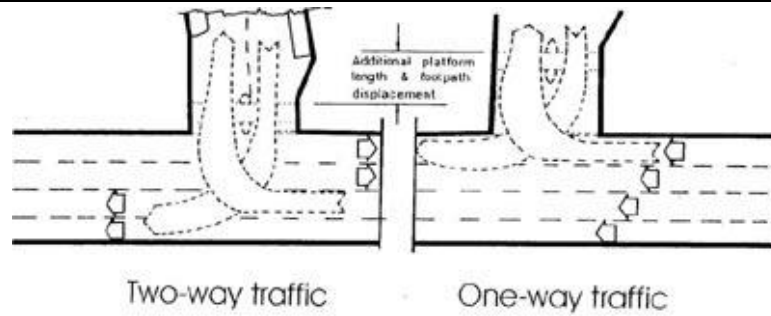 Additional platform
length & footpath
displacement
Two-way traffic
One-way traffic